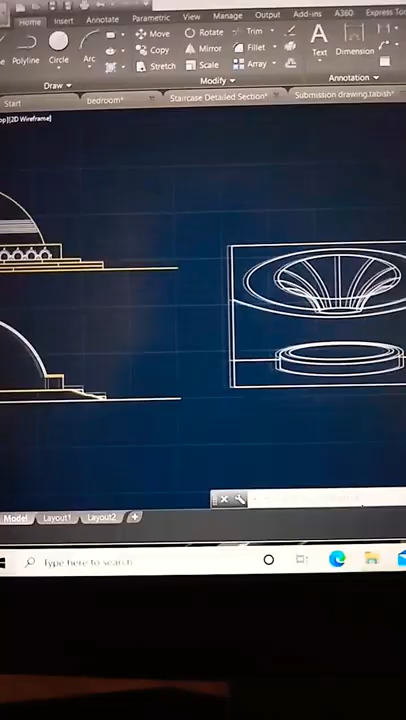 Home Insert Annotate Parametric View Manage Output Add-ins A360 Express Too
Polyline Circle Arc
Move Rotate Trim
Copy Mirror Fillet
Stretch Scale Array
Text Dimension
Draw Modify Annotation
Start bedroom* Staircase Detailed Section* Submission drawing.tabish*
op][2D Wireframe]
Model Layout1 Layout2 +
Type here to search